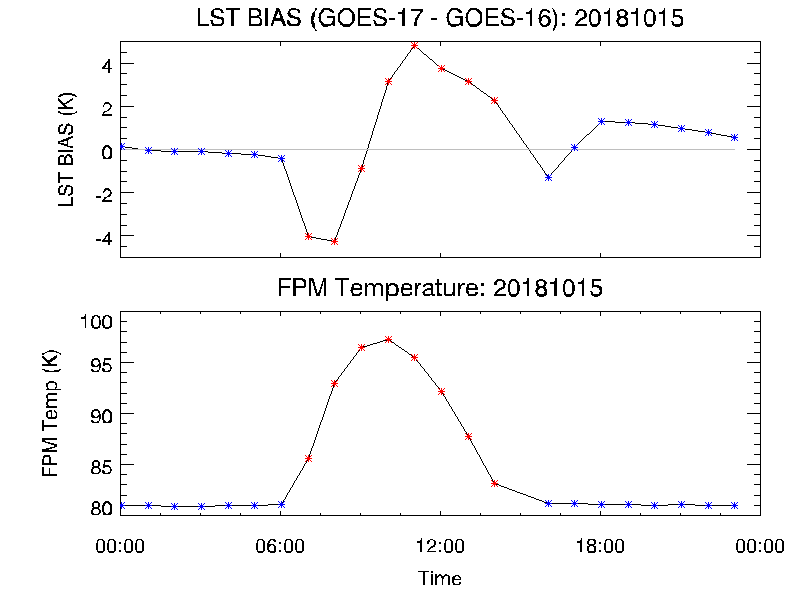 LST BIAS (GOES-17 - GOES-16): 20181015
4
2
0
-2
-4
LST BIAS (K)
FPM Temperature: 20181015
100
95
90
85
80
FPM Temp (K)
00:00 06:00 12:00 18:00 00:00
Time